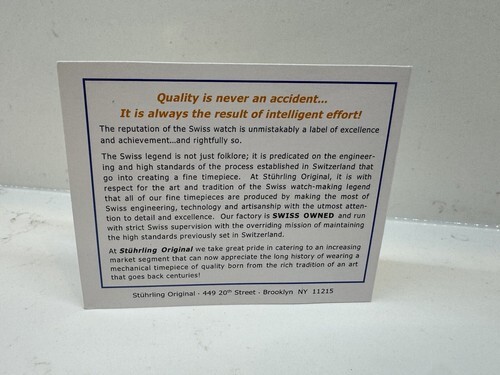 Quality is never an accident...
It is always the result of intelligent effort!
The reputation of the Swiss watch is unmistakably a label of excellence
and achievement...and rightfully so.
The Swiss legend is not just folklore; it is predicated on the engineer-
ing and high standards of the process established in Switzerland that
go into creating a fine timepiece. At Stührling Original, it is with
respect for the art and tradition of the Swiss watch-making legend
that all of our fine timepieces are produced by making the most of
Swiss engineering, technology and artisanship with the utmost atten-
tion to detail and excellence. Our factory is SWISS OWNED and run
with strict Swiss supervision with the overriding mission of maintaining
the high standards previously set in Switzerland.
At Stührling Original we take great pride in catering to an increasing
market segment that can now appreciate the long history of wearing a
mechanical timepiece of quality born from the rich tradition of an art
that goes back centuries!
Stührling Original - 449 20th Street - Brooklyn NY 11215